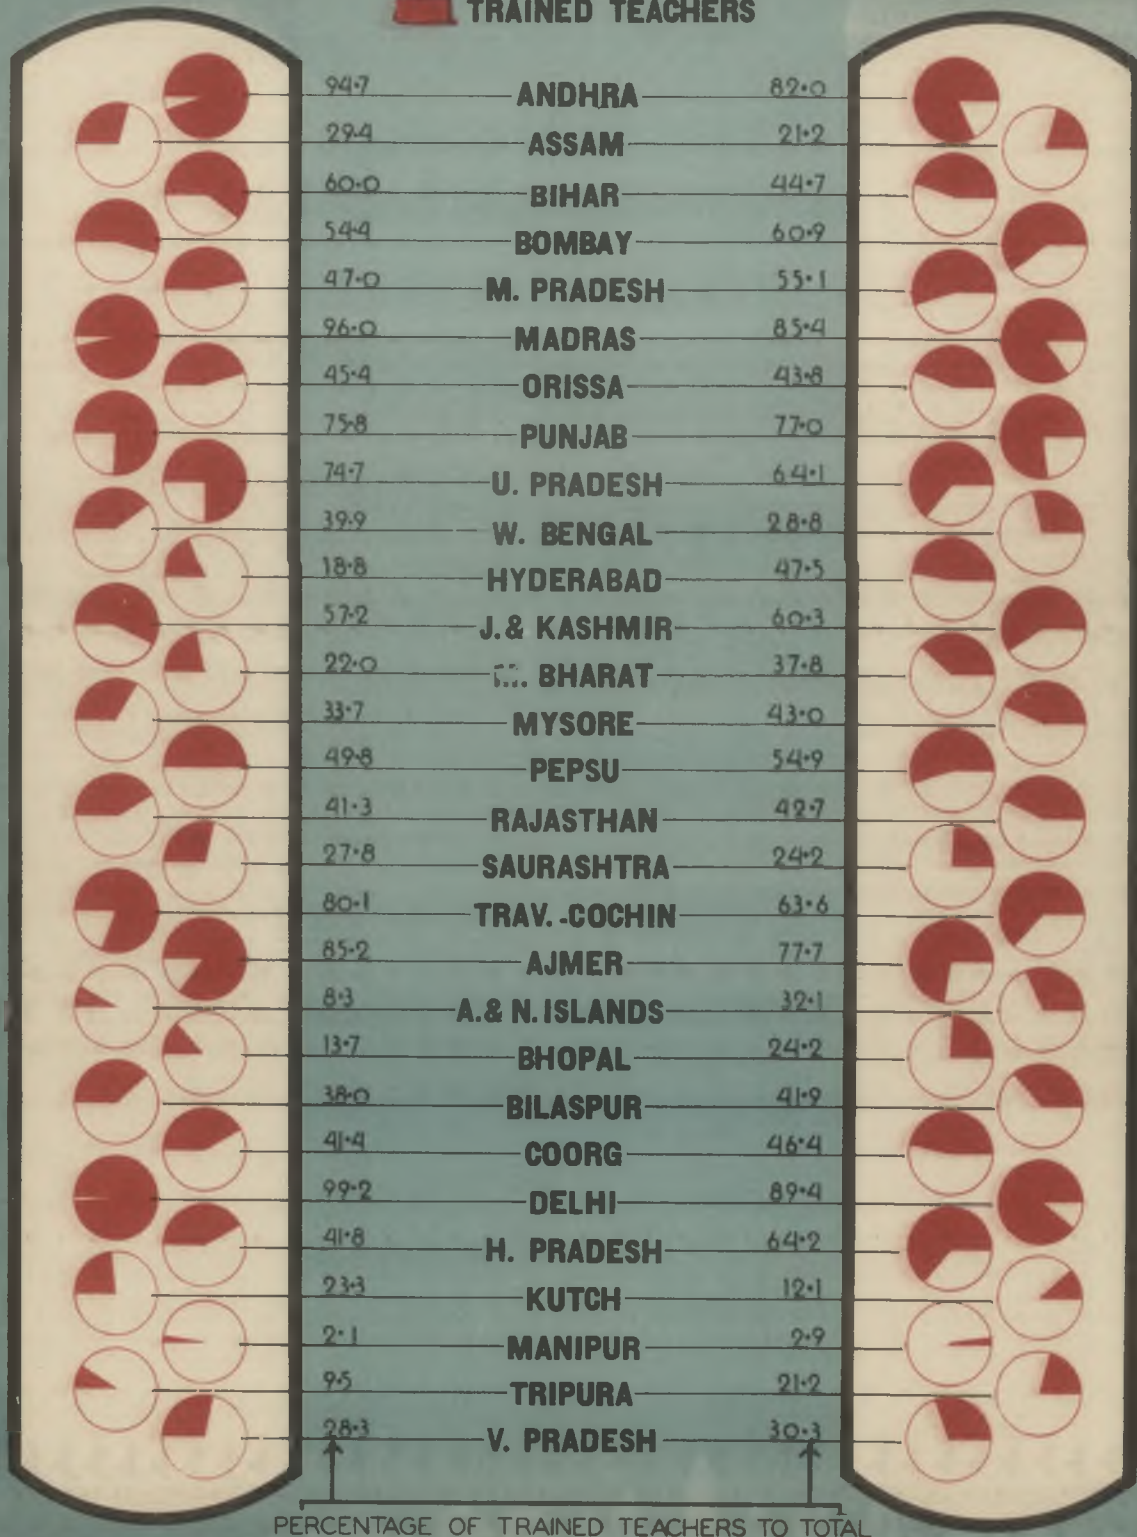 TRAINED TEACHERS
94.7 ANDHRA 82.0
29.4 ASSAM 21.2
60.0 BIHAR 44.7
54.4 BOMBAY 60.9
47.0 M. PRADESH 55.1
96.0 MADRAS 85.4
45.4 ORISSA 43.8
75.8 PUNJAB 77.0
74.7 U. PRADESH 64.1
39.9 W. BENGAL 28.8
18.8 HYDERABAD 47.5
57.2 J.& KASHMIR 60.3
22.0 BHARAT 37.8
33.7 MYSORE 43.0
49.8 PEPSU 54.9
41.3 RAJASTHAN 42.7
27.8 SAURASHTRA 24.2
80.1 TRAV.-COCHIN 63.6
85.2 AJMER 77.7
8.3 A.& N. ISLANDS 32.1
13.7 BHOPAL 24.2
38.0 BILASPUR 41.9
41.4 COORG 46.4
99.2 DELHI 89.4
41.8 H. PRADESH 64.2
23.3 KUTCH 12.1
2.1 MANIPUR 2.9
9.5 TRIPURA 21.2
28.3 V. PRADESH 30.3
PERCENTAGE OF TRAINED TEACHERS TO TOTAL